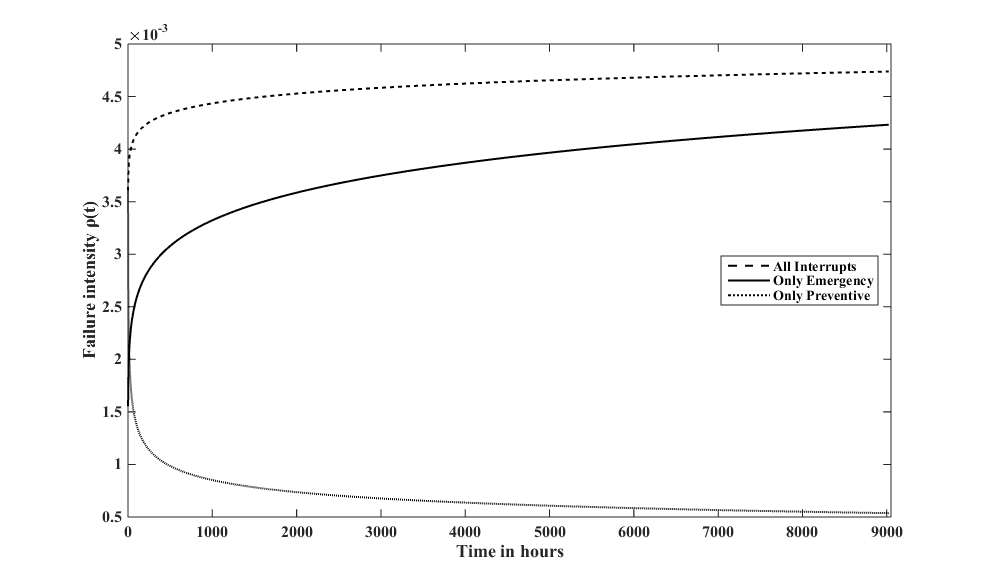 ×10-3
5
4.5
4
3.5
3
2.5
2
1.5
1
0.5
Failure intensity ρ(t)
All Interrupts
Only Emergency
Only Preventive
0 1000 2000 3000 4000 5000 6000 7000 8000 9000
Time in hours